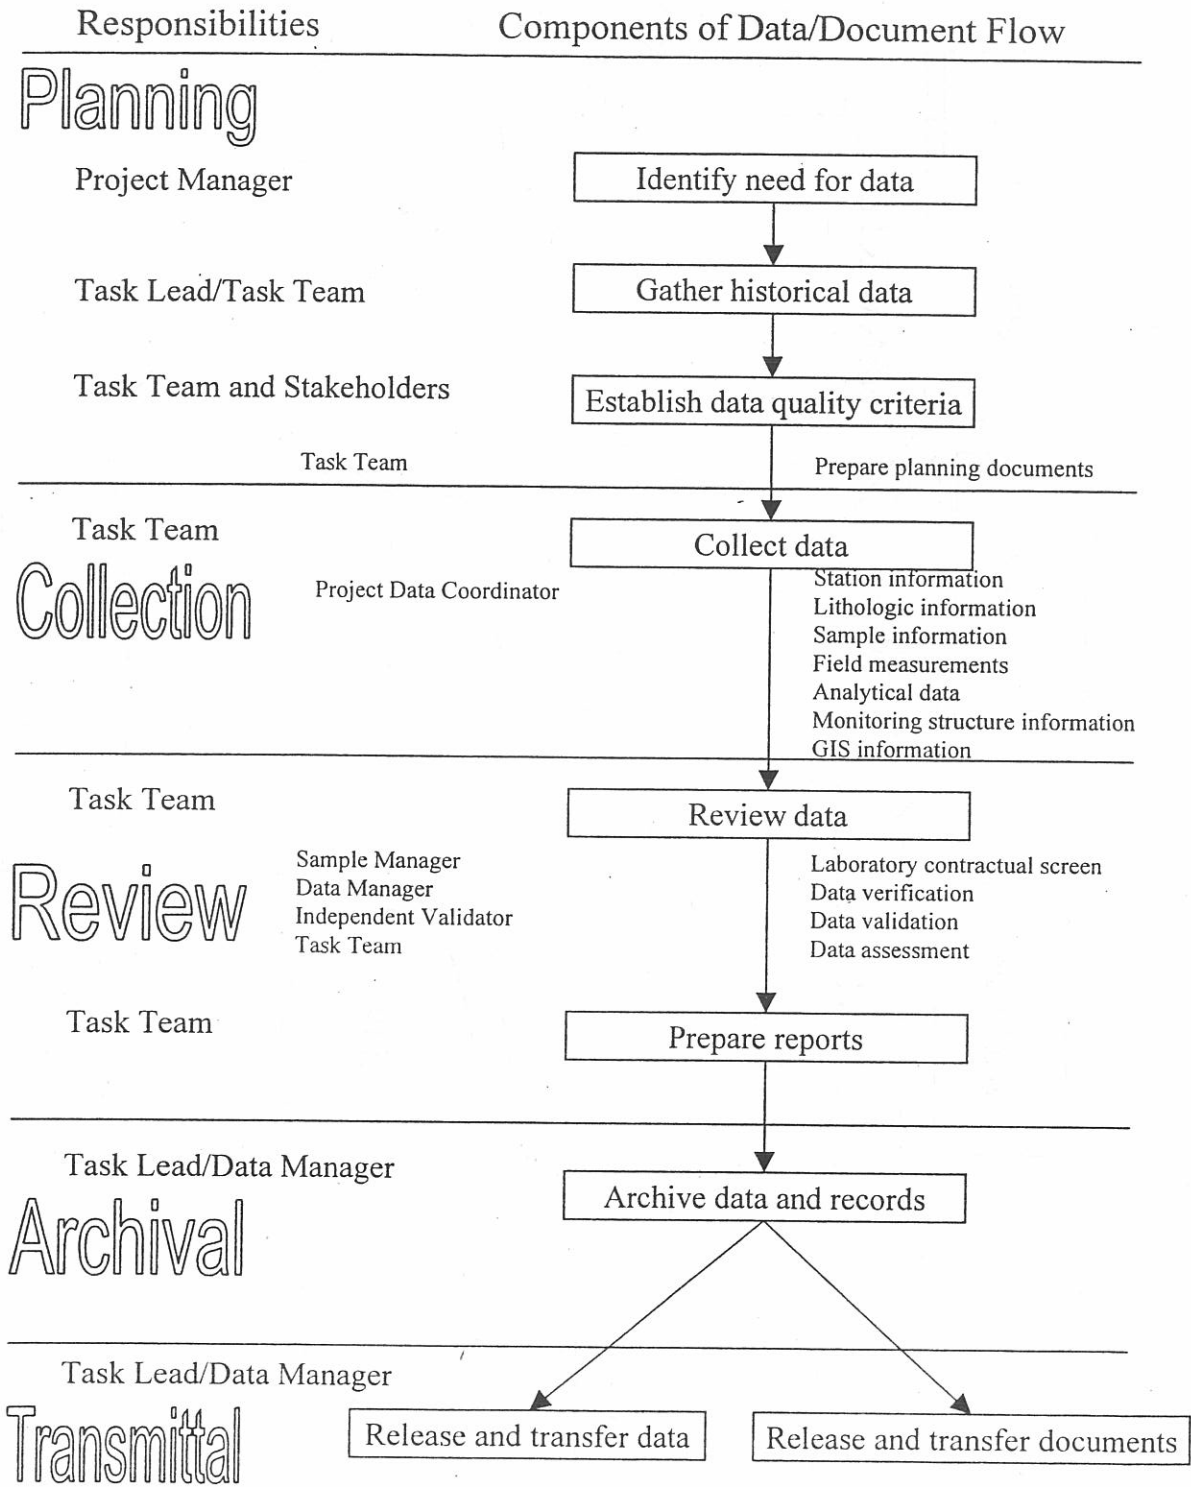 Responsibilities
Components of Data/Document Flow
Planning
Project Manager
Identify need for data
Task Lead/Task Team
Gather historical data
Task Team and Stakeholders
Establish data quality criteria
Task Team
Prepare planning documents
Task Team
Collect data
Collection
Project Data Coordinator
Station information
Lithologic information
Sample information
Field measurements
Analytical data
Monitoring structure information
GIS information
Task Team
Review data
Review
Sample Manager
Data Manager
Independent Validator
Task Team
Laboratory contractual screen
Data verification
Data validation
Data assessment
Task Team
Prepare reports
Task Lead/Data Manager
Archive data and records
Archival
Task Lead/Data Manager
Transmittal
Release and transfer data
Release and transfer documents